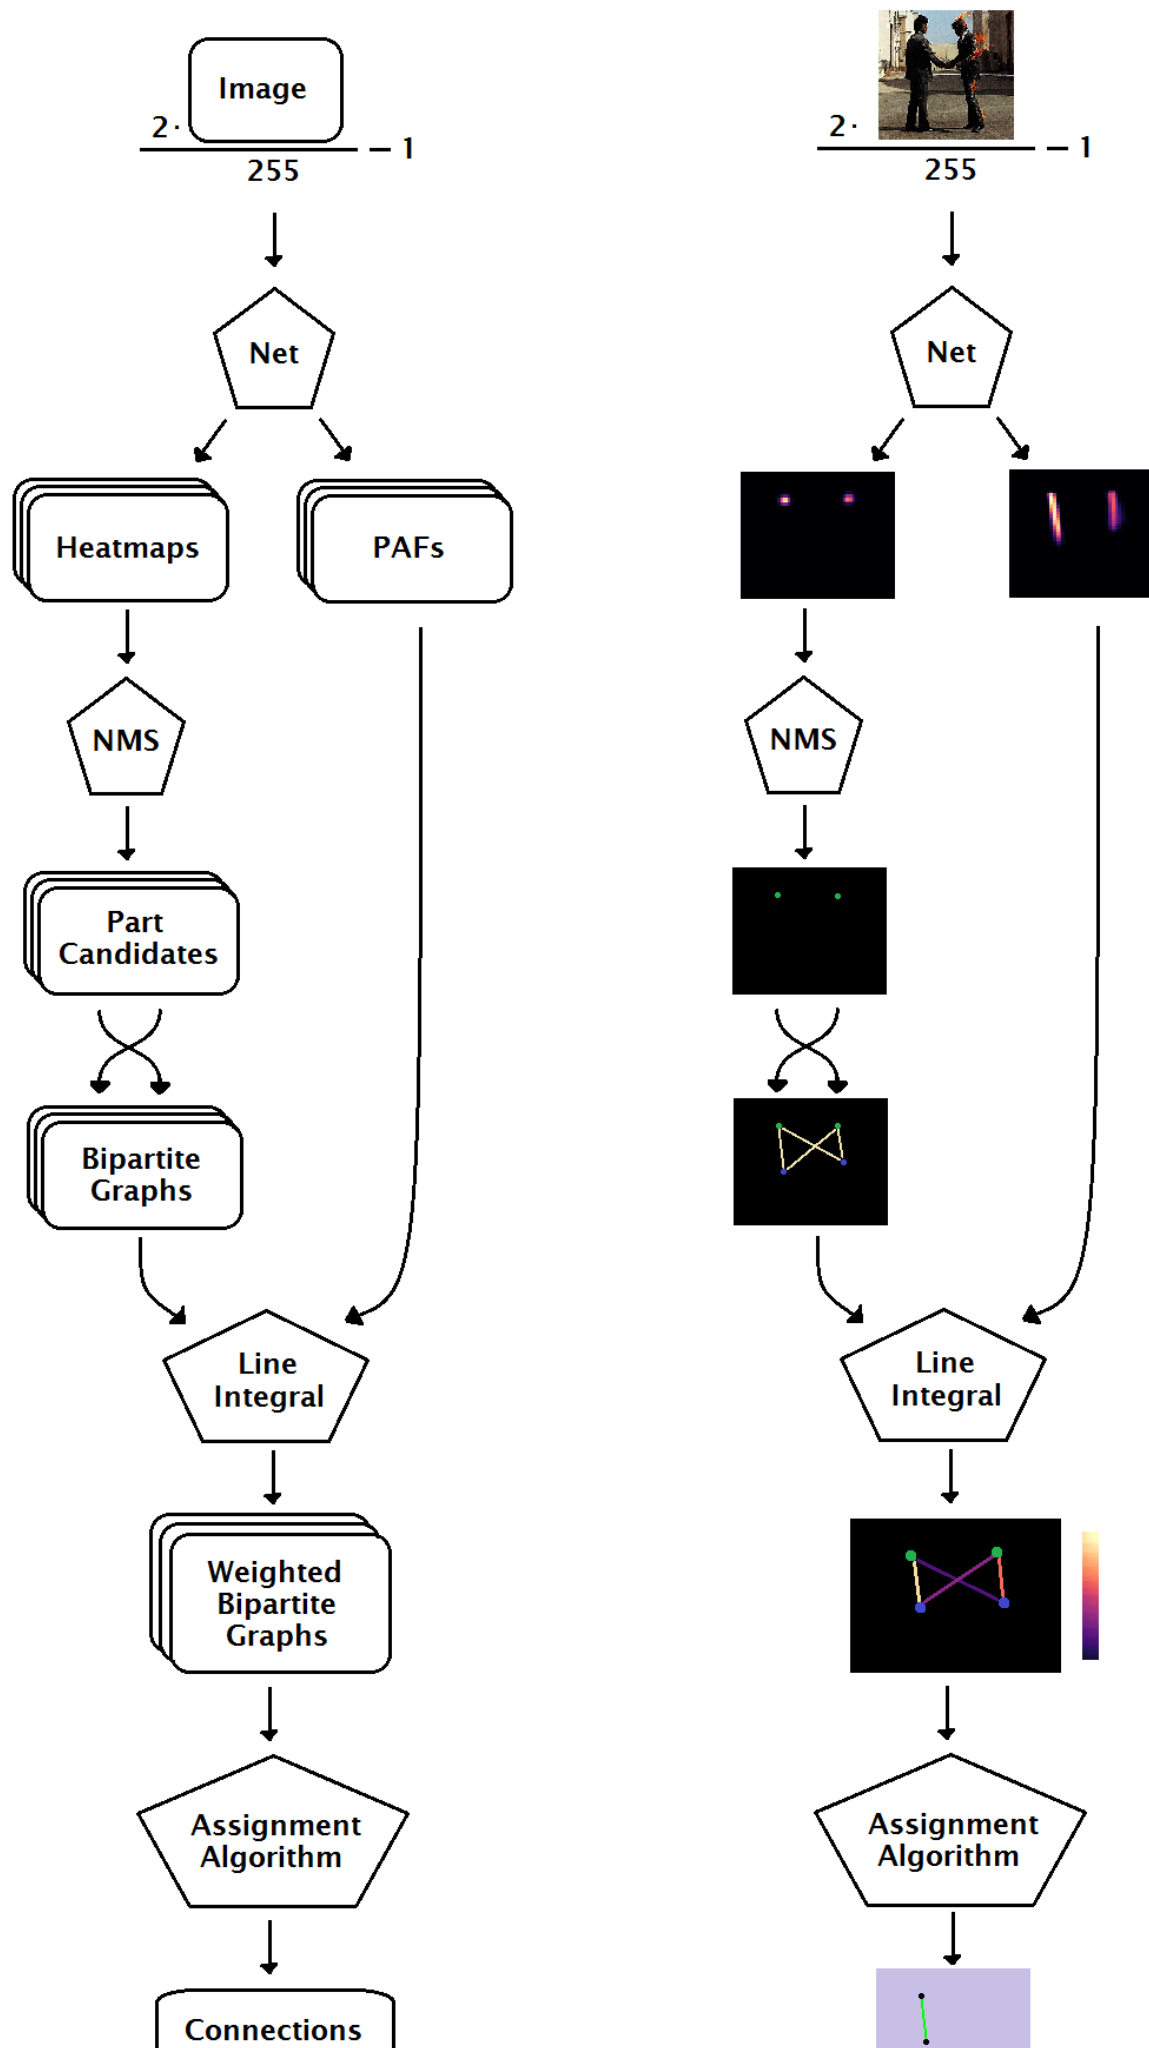 Image
2·
— 1
255
Net
Heatmaps
PAFs
NMS
Part
Candidates
Bipartite
Graphs
Line
Integral
Weighted
Bipartite
Graphs
Assignment
Algorithm
Connections
2·
— 1
255
Net
NMS
Line
Integral
Assignment
Algorithm